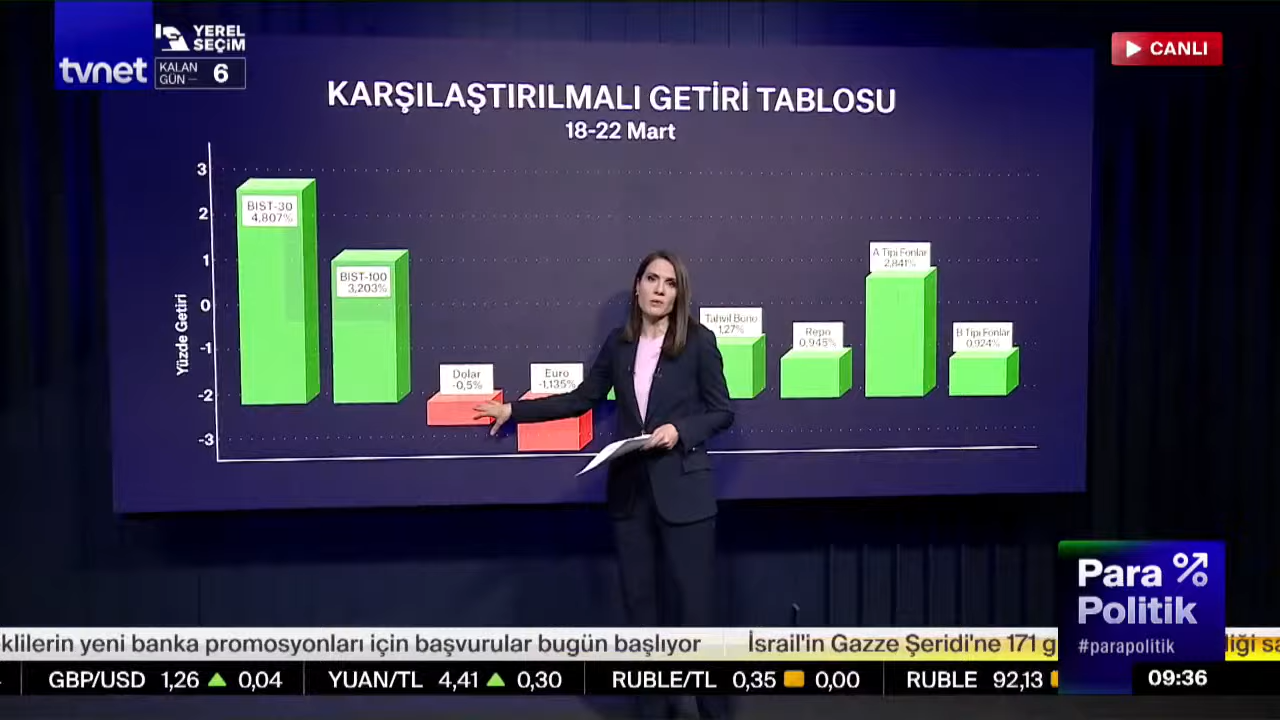 tvnet
YEREL
SEÇİM
KALAN
GÜN
6
CANLI
KARŞILAŞTIRILMALI GETİRİ TABLOSU
18-22 Mart
Yüzde Getiri
3
2
1
0
-1
-2
-3
BIST-30
4,807%
BIST-100
3,203%
Dolar
-0,5%
Euro
-1,135%
Tahvil Bono
1,27%
Repo
0,945%
A Tipi Fonlar
2,841%
B Tipi Fonlar
0,924%
Para
Politik
#parapolitik
klilerin yeni banka promosyonları için başvurular bugün başlıyor İsrail'in Gazze Şeridi'ne 171 g
GBP/USD 1,26 0,04 YUAN/TL 4,41 0,30 RUBLE/TL 0,35 0,00 RUBLE 92,13
09:36